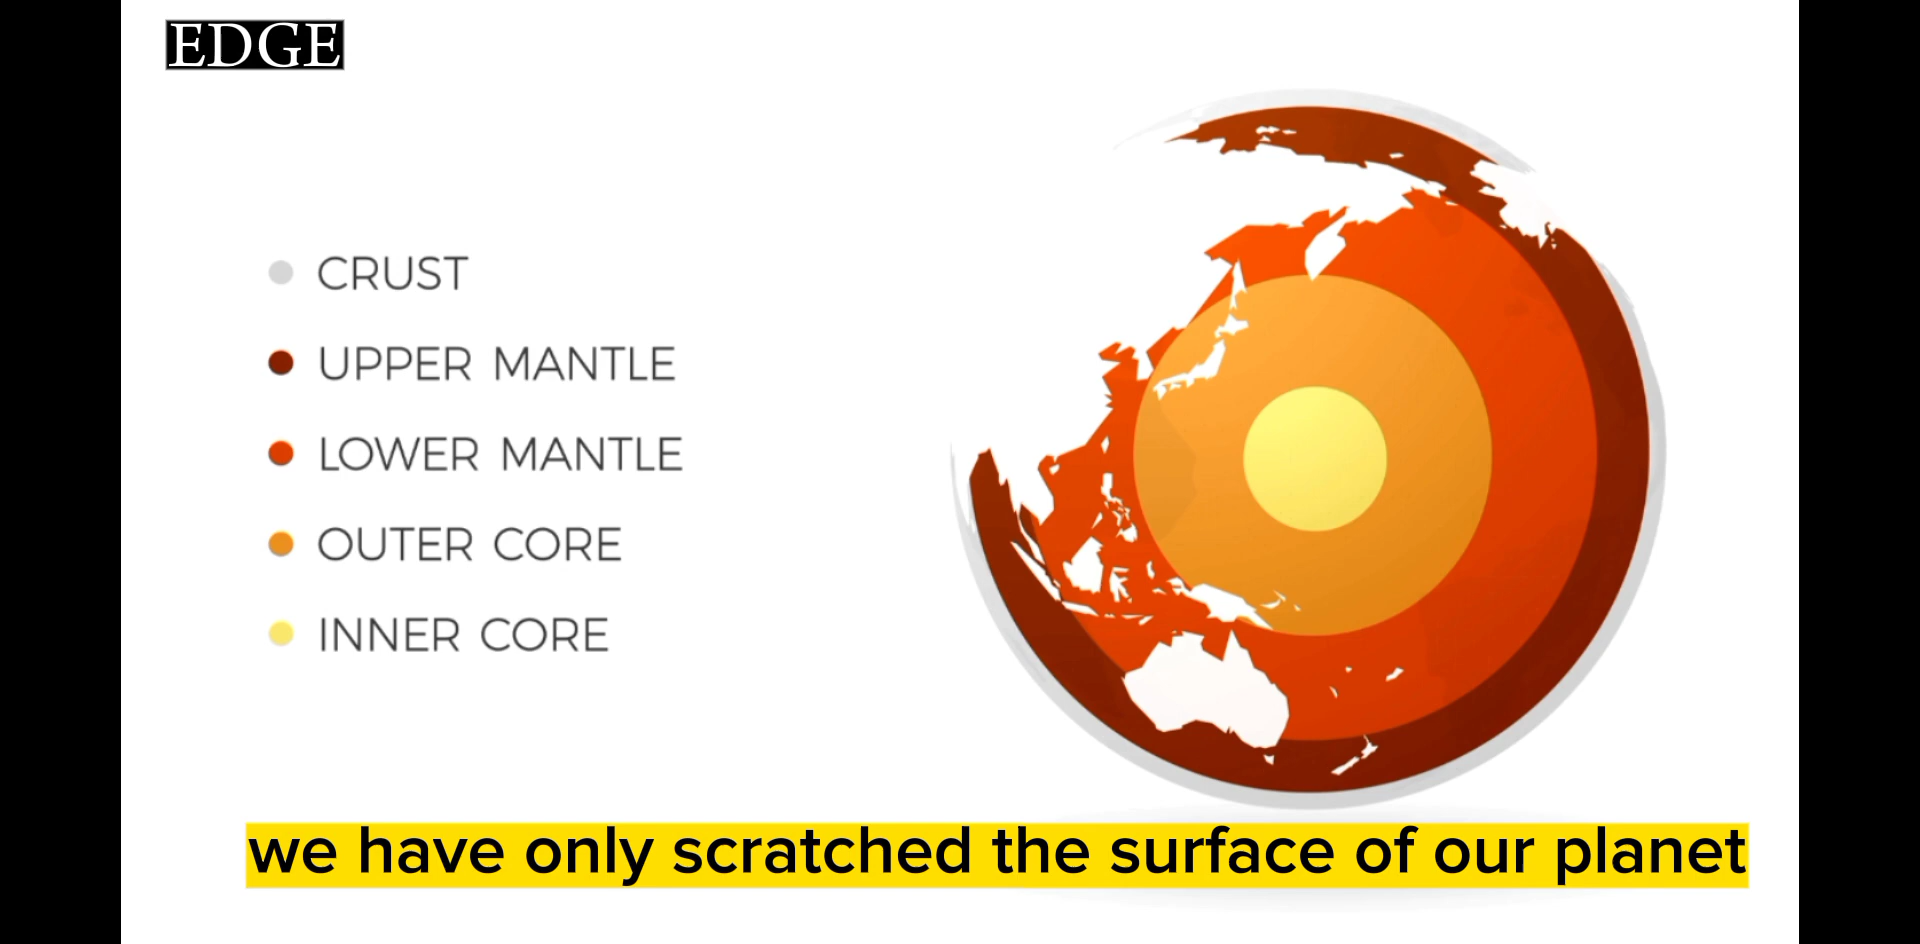 EDGE
CRUST
UPPER MANTLE
LOWER MANTLE
OUTER CORE
INNER CORE
we have only scratched the surface of our planet